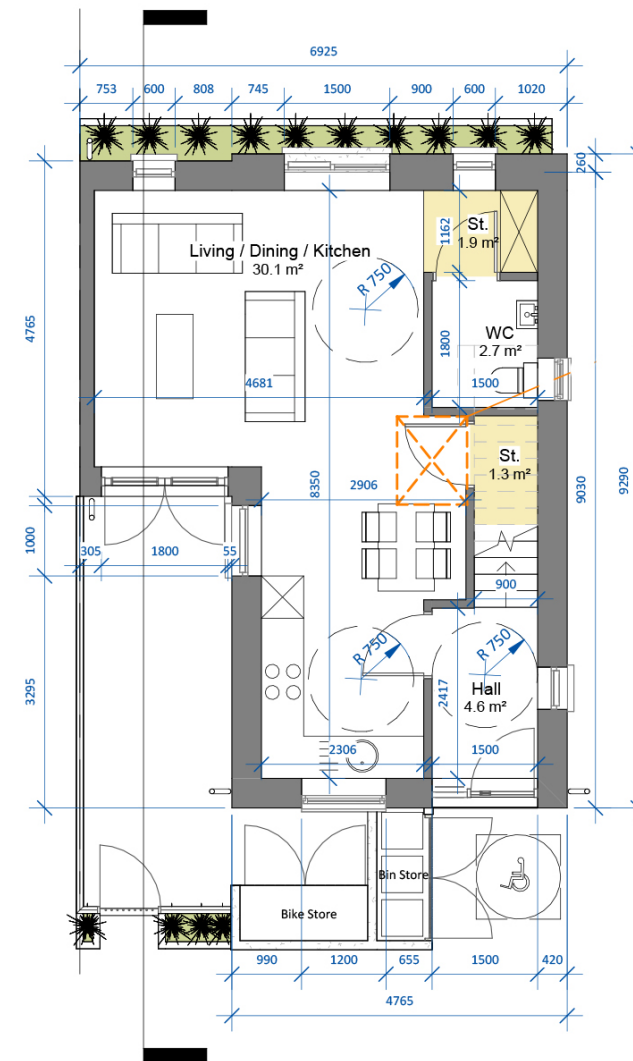 6925
753 600 808 745 1500 900 600 1020
260
St.
1.9 m²
1162
Living / Dining / Kitchen
30.1 m²
R 750
4765
1800
WC
2.7 m²
4681
1500
St.
1.3 m²
8350
2906
9030
9290
1000
305 1800 55
900
R 750
R 750
3295
2417
Hall
4.6 m²
2306
1500
Bin Store
Bike Store
990 1200 655 1500 420
4765